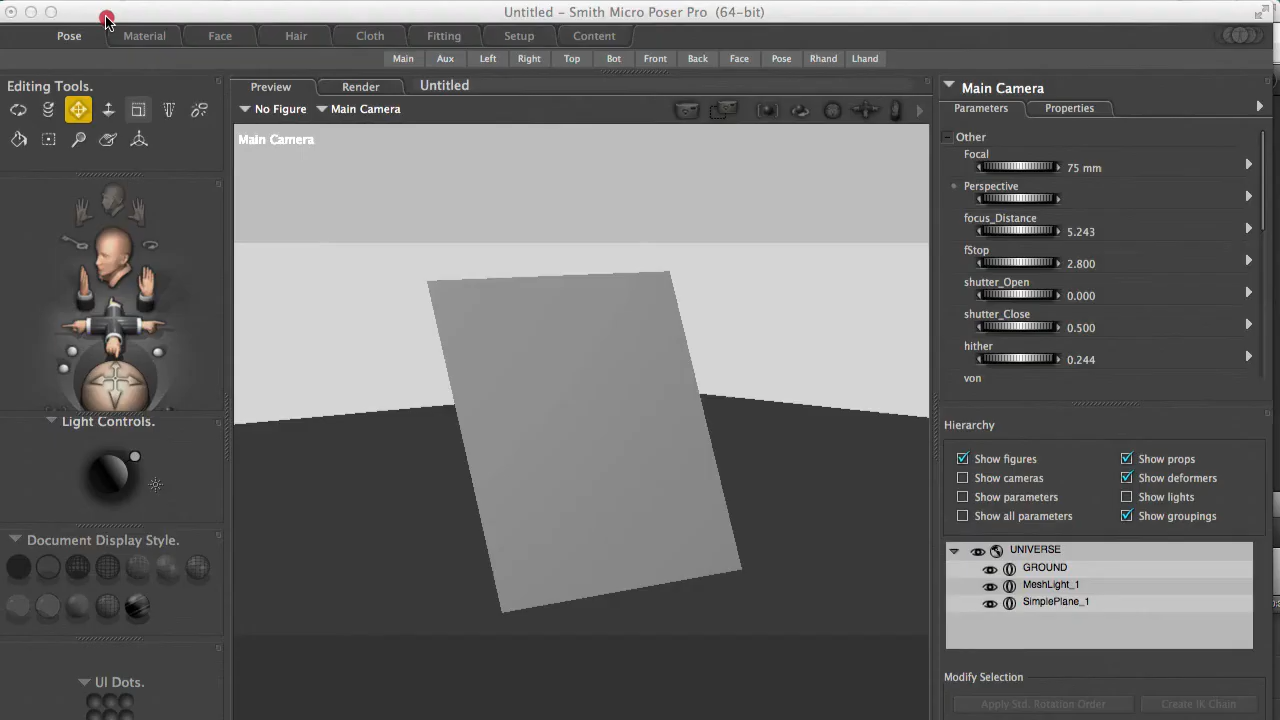 Untitled - Smith Micro Poser Pro (64-bit)
Pose Material Face Hair Cloth Fitting Setup Content
Main Aux Left Right Top Bot Front Back Face Pose Rhand Lhand
Editing Tools.
Preview Render Untitled
No Figure Main Camera
Main Camera
Light Controls.
Document Display Style.
UI Dots.
Main Camera
Parameters Properties
Other
Focal
75 mm
Perspective
focus_Distance
5.243
fStop
2.800
shutter_Open
0.000
shutter_Close
0.500
hither
0.244
yon
Hierarchy
Show figures Show props
Show cameras Show deformers
Show parameters Show lights
Show all parameters Show groupings
UNIVERSE
GROUND
MeshLight_1
SimplePlane_1
Modify Selection
Apply Std. Rotation Order Create IK Chain